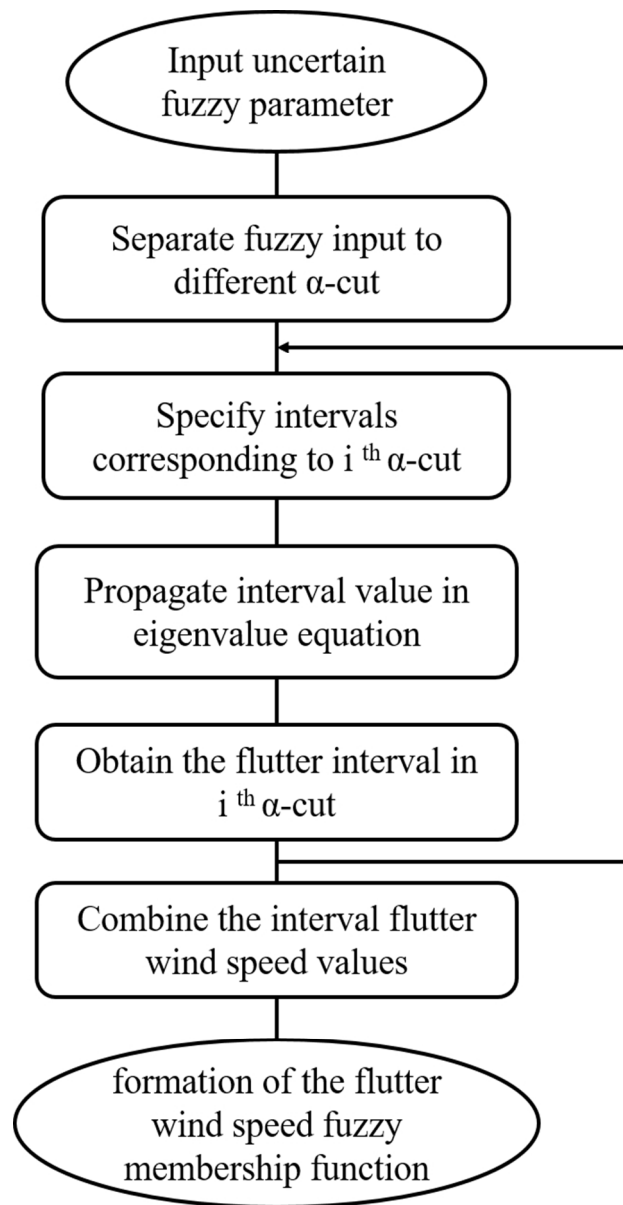 Input uncertain
fuzzy parameter
Separate fuzzy input to
different α-cut
Specify intervals
corresponding to i th α-cut
Propagate interval value in
eigenvalue equation
Obtain the flutter interval in
i th α-cut
Combine the interval flutter
wind speed values
formation of the flutter
wind speed fuzzy
membership function